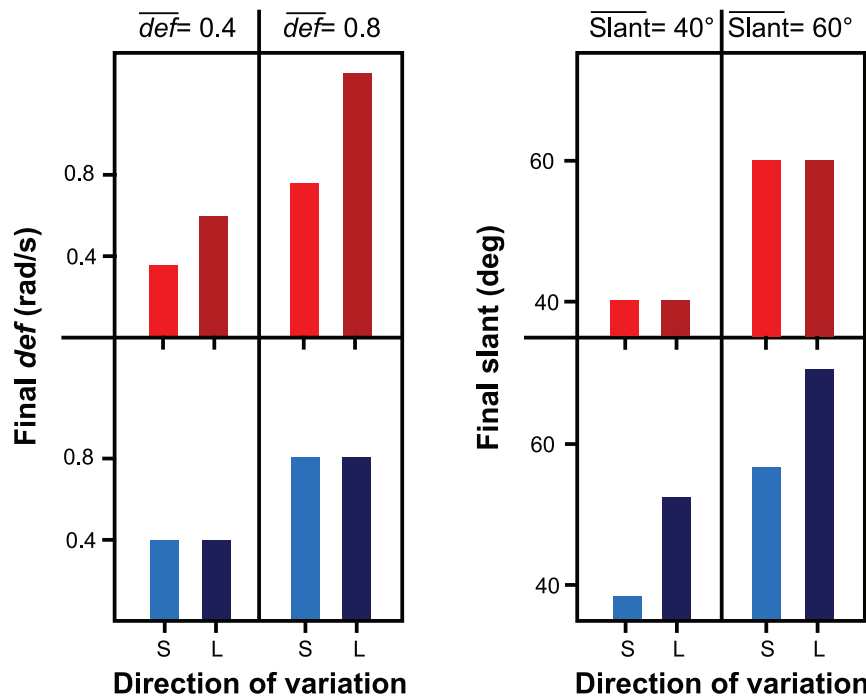 def= 0.4
def= 0.8
0.8
0.4
0.8
0.4
Final def (rad/s)
S
L
S
L
Direction of variation
Slant= 40°
Slant= 60°
60
40
60
40
Final slant (deg)
S
L
S
L
Direction of variation